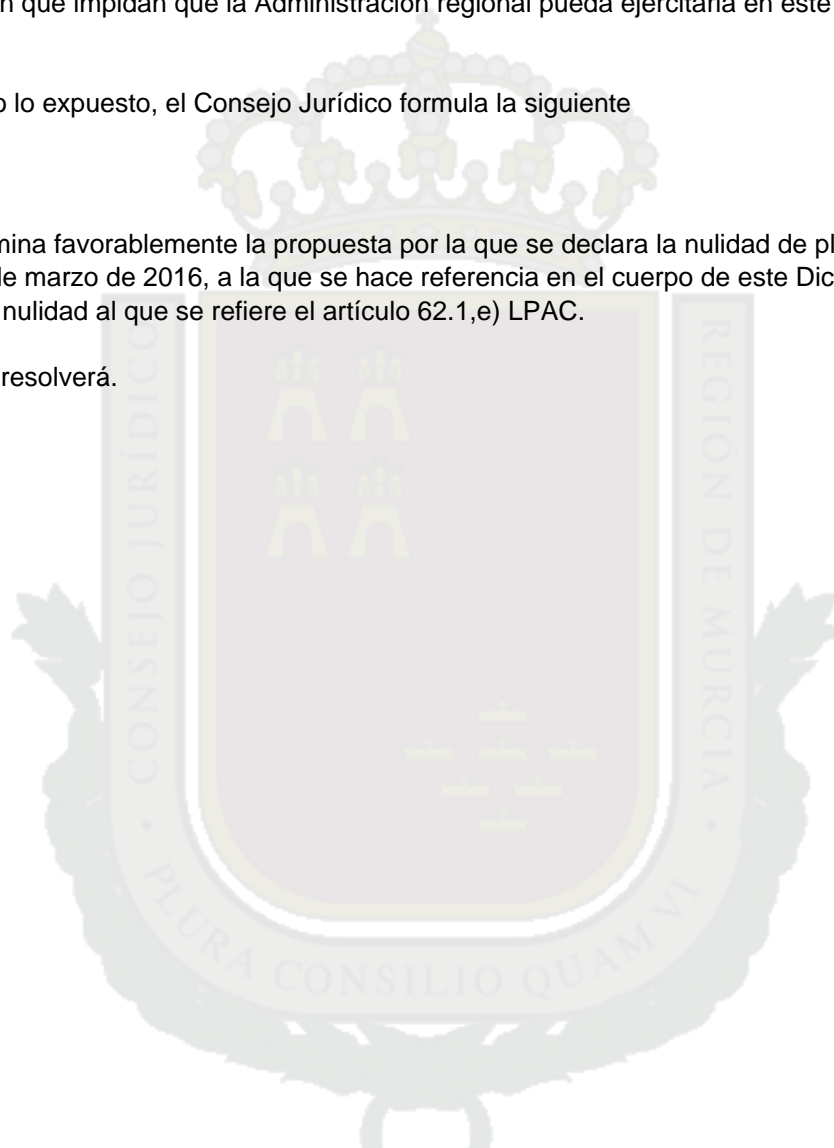 n que impidan que la Administración regional pueda ejercitarla en este
o lo expuesto, el Consejo Jurídico formula la siguiente
mina favorablemente la propuesta por la que se declara la nulidad de pl
de marzo de 2016, a la que se hace referencia en el cuerpo de este Dic
nulidad al que se refiere el artículo 62.1,e) LPAC.
resolverá.
CONSEJO JURÍDICO
REGIÓN DE MURCIA
PLURA CONSILIO QUAM VI